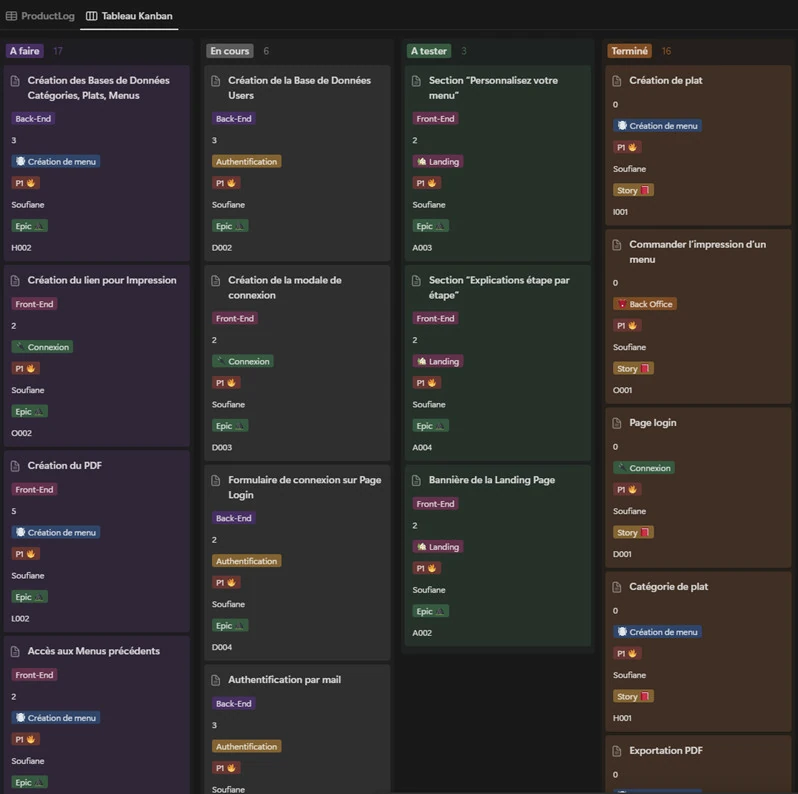 ProductLog
Tableau Kanban
A faire 17
Création des Bases de Données
Catégories, Plats, Menus
Back-End
3
Création de menu
P1
Soufiane
Epic
H002
Création du lien pour Impression
Front-End
2
Connexion
P1
Soufiane
Epic
O002
Création du PDF
Front-End
5
Création de menu
P1
Soufiane
Epic
L002
Accès aux Menus précédents
Front-End
2
Création de menu
P1
Soufiane
Epic
En cours 6
Création de la Base de Données
Users
Back-End
3
Authentification
P1
Soufiane
Epic
D002
Création de la modale de
connexion
Front-End
2
Connexion
P1
Soufiane
Epic
D003
Formulaire de connexion sur Page
Login
Back-End
2
Authentification
P1
Soufiane
Epic
D004
Authentification par mail
Back-End
3
Authentification
P1
Soufiane
A tester 3
Section "Personnalisez votre
menu"
Front-End
2
Landing
P1
Soufiane
Epic
A003
Section "Explications étape par
étape"
Front-End
2
Landing
P1
Soufiane
Epic
A004
Bannière de la Landing Page
Front-End
2
Landing
P1
Soufiane
Epic
A002
Terminé 16
Création de plat
0
Création de menu
P1
Soufiane
Story
I001
Commander l'impression d'un
menu
0
Back Office
P1
Soufiane
Story
O001
Page login
0
Connexion
P1
Soufiane
Story
D001
Catégorie de plat
0
Création de menu
P1
Soufiane
Story
H001
Exportation PDF
0